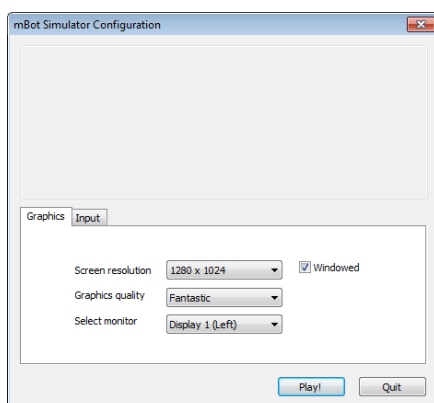 mBot Simulator Configuration
Graphics Input
Screen resolution 1280 x 1024 Windowed
Graphics quality Fantastic
Select monitor Display 1 (Left)
Play! Quit